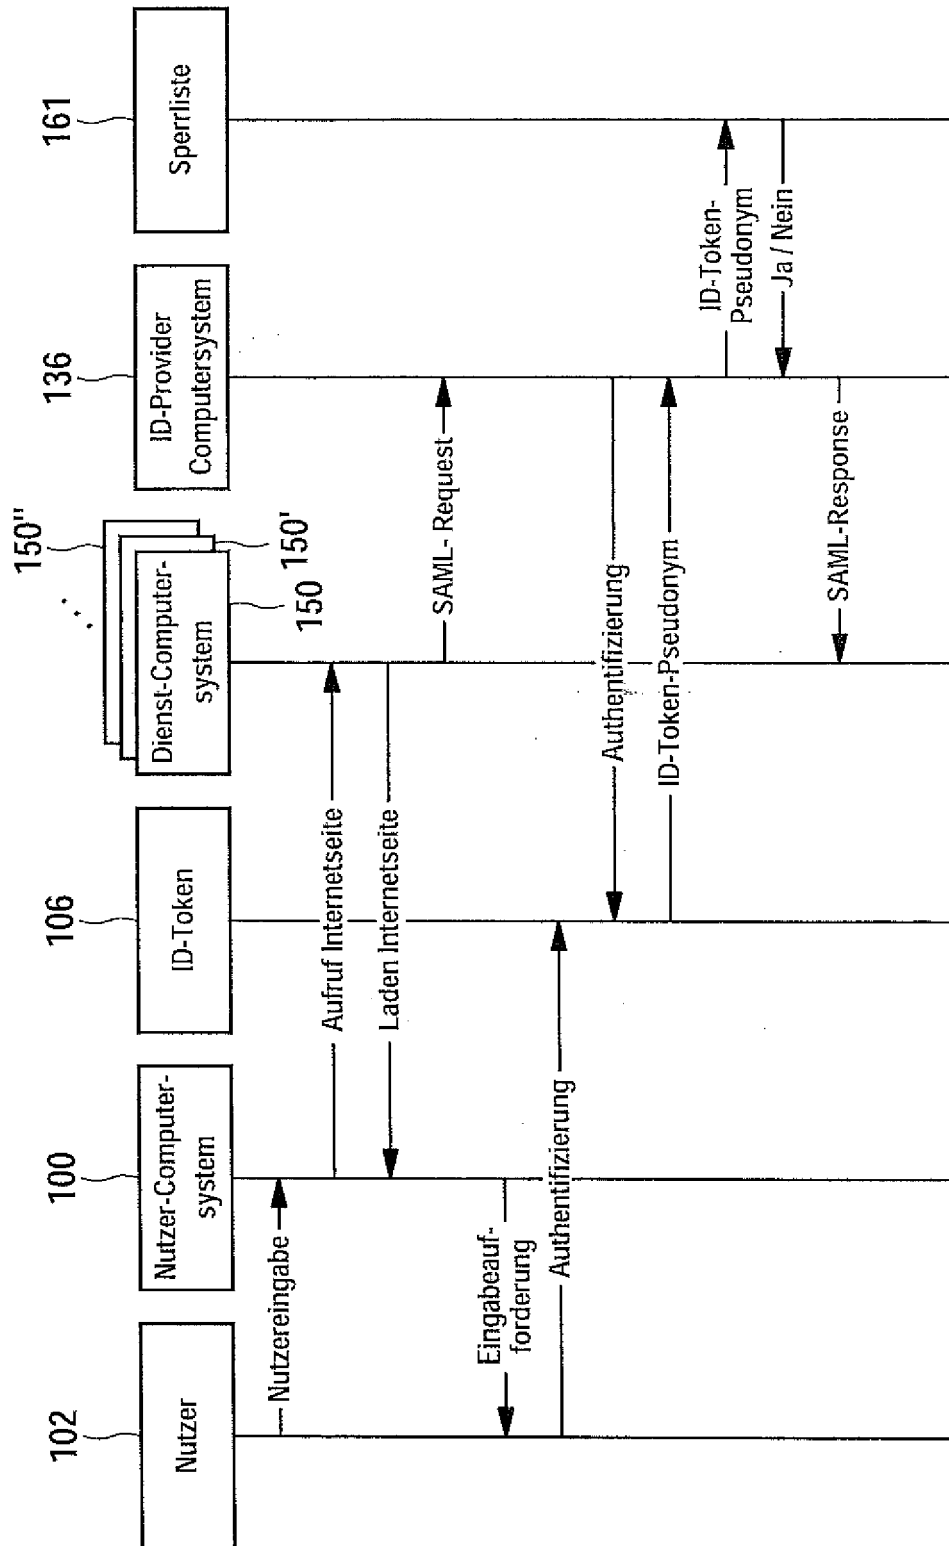 102
100
106
150''
150'
150
136
161
Nutzer
Nutzer-Computer-
system
ID-Token
Dienst-Computer-
system
ID-Provider
Computersystem
Sperrliste
Nutzereingabe
Aufruf Internetseite
Laden Internetseite
SAML- Request
Eingabeauf-
forderung
Authentifizierung
Authentifizierung
ID-Token-Pseudonym
ID-Token-
Pseudonym
Ja / Nein
SAML-Response